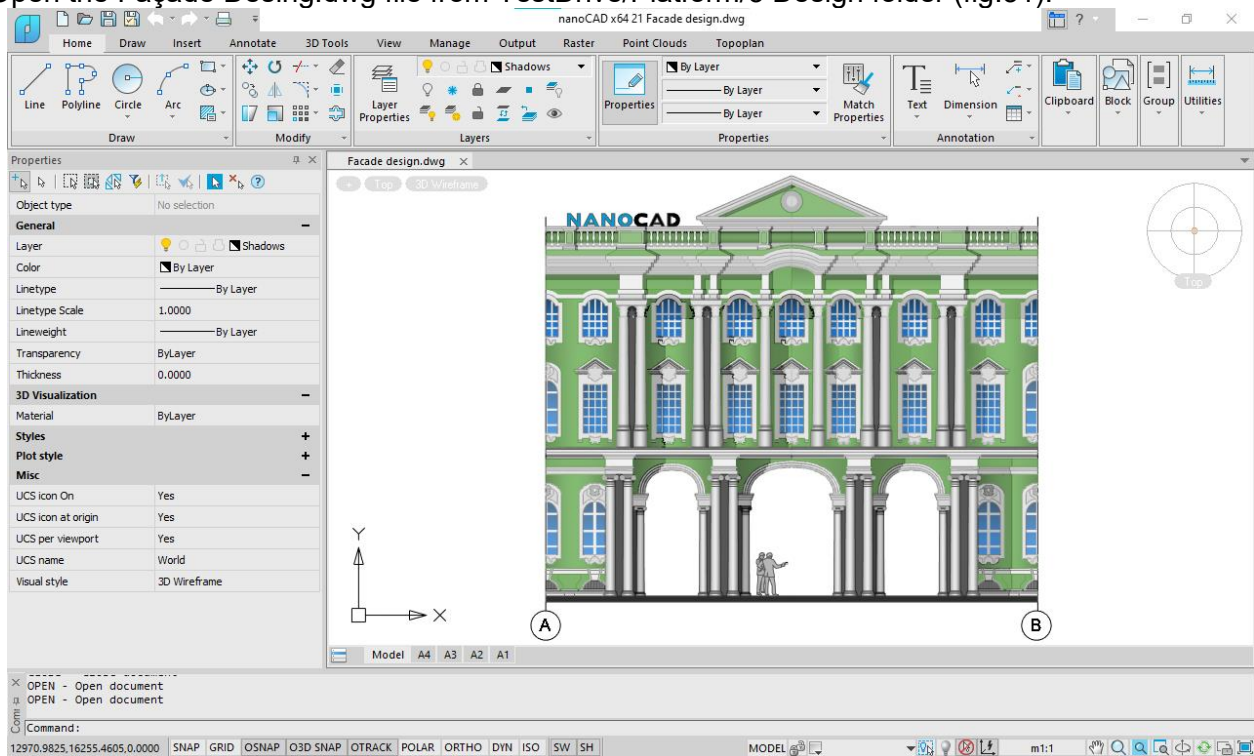 Open the Façade Desing.dwg file from TestDrive/Platform/
nanoCAD x64 21 Facade design.dwg
?
Home Draw Insert Annotate 3D Tools View Manage Output Raster Point Clouds Topoplan
Shadows
By Layer
By Layer
By Layer
Line Polyline Circle Arc
Layer Properties
Properties
Match Properties
Text Dimension
Clipboard Block Group Utilities
Draw Modify Layers Properties Annotation
Properties
Facade design.dwg
Top 3D Wireframe
Object type No selection
General
Layer Shadows
Color By Layer
Linetype By Layer
Linetype Scale 1.0000
Lineweight By Layer
Transparency ByLayer
Thickness 0.0000
3D Visualization
Material ByLayer
Styles
Plot style
Misc
UCS icon On Yes
UCS icon at origin Yes
UCS per viewport Yes
UCS name World
Visual style 3D Wireframe
NANOCAD
Top
Y
X
A B
Model A4 A3 A2 A1
OPEN - Open document
OPEN - Open document
Command:
12970.9825,16255.4605,0.0000 SNAP GRID OSNAP O3D SNAP OTRACK POLAR ORTHO DYN ISO SW SH MODEL m1:1